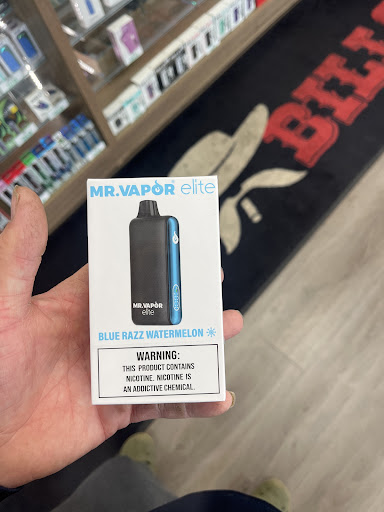 BILL
MR.VAPOR elite
MR.VAPOR
elite
BLUE RAZZ WATERMELON
WARNING:
THIS PRODUCT CONTAINS
NICOTINE. NICOTINE IS
AN ADDICTIVE CHEMICAL.